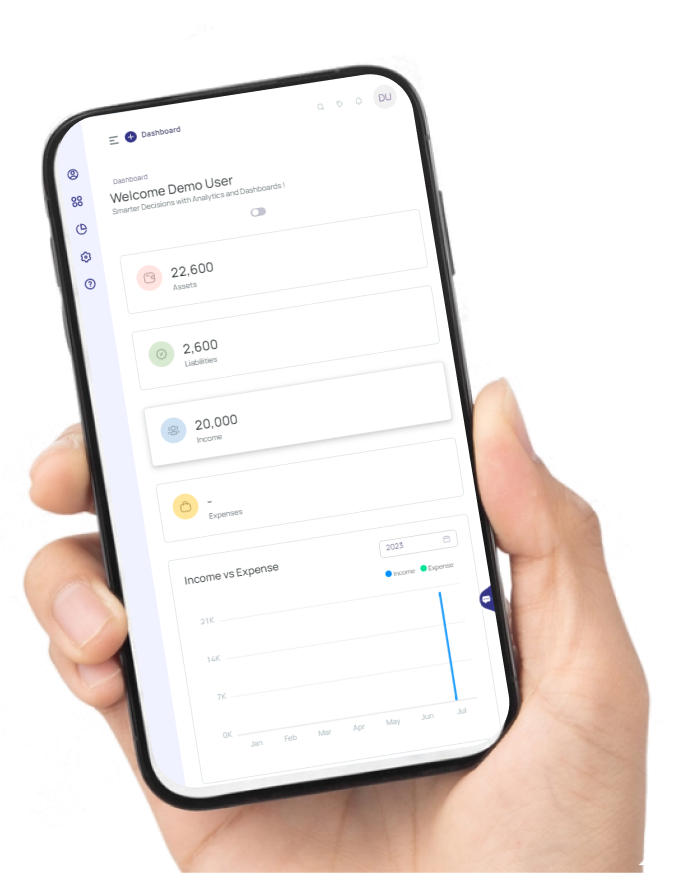 DU
Dashboard
Dashboard
Welcome Demo User
Smarter Decisions with Analytics and Dashboards !
22,600
Assets
2,600
Liabilities
20,000
Income
-
Expenses
Income vs Expense
2023
Income Expense
21K
14K
7K
0K
Jan Feb Mar Apr May Jun Jul